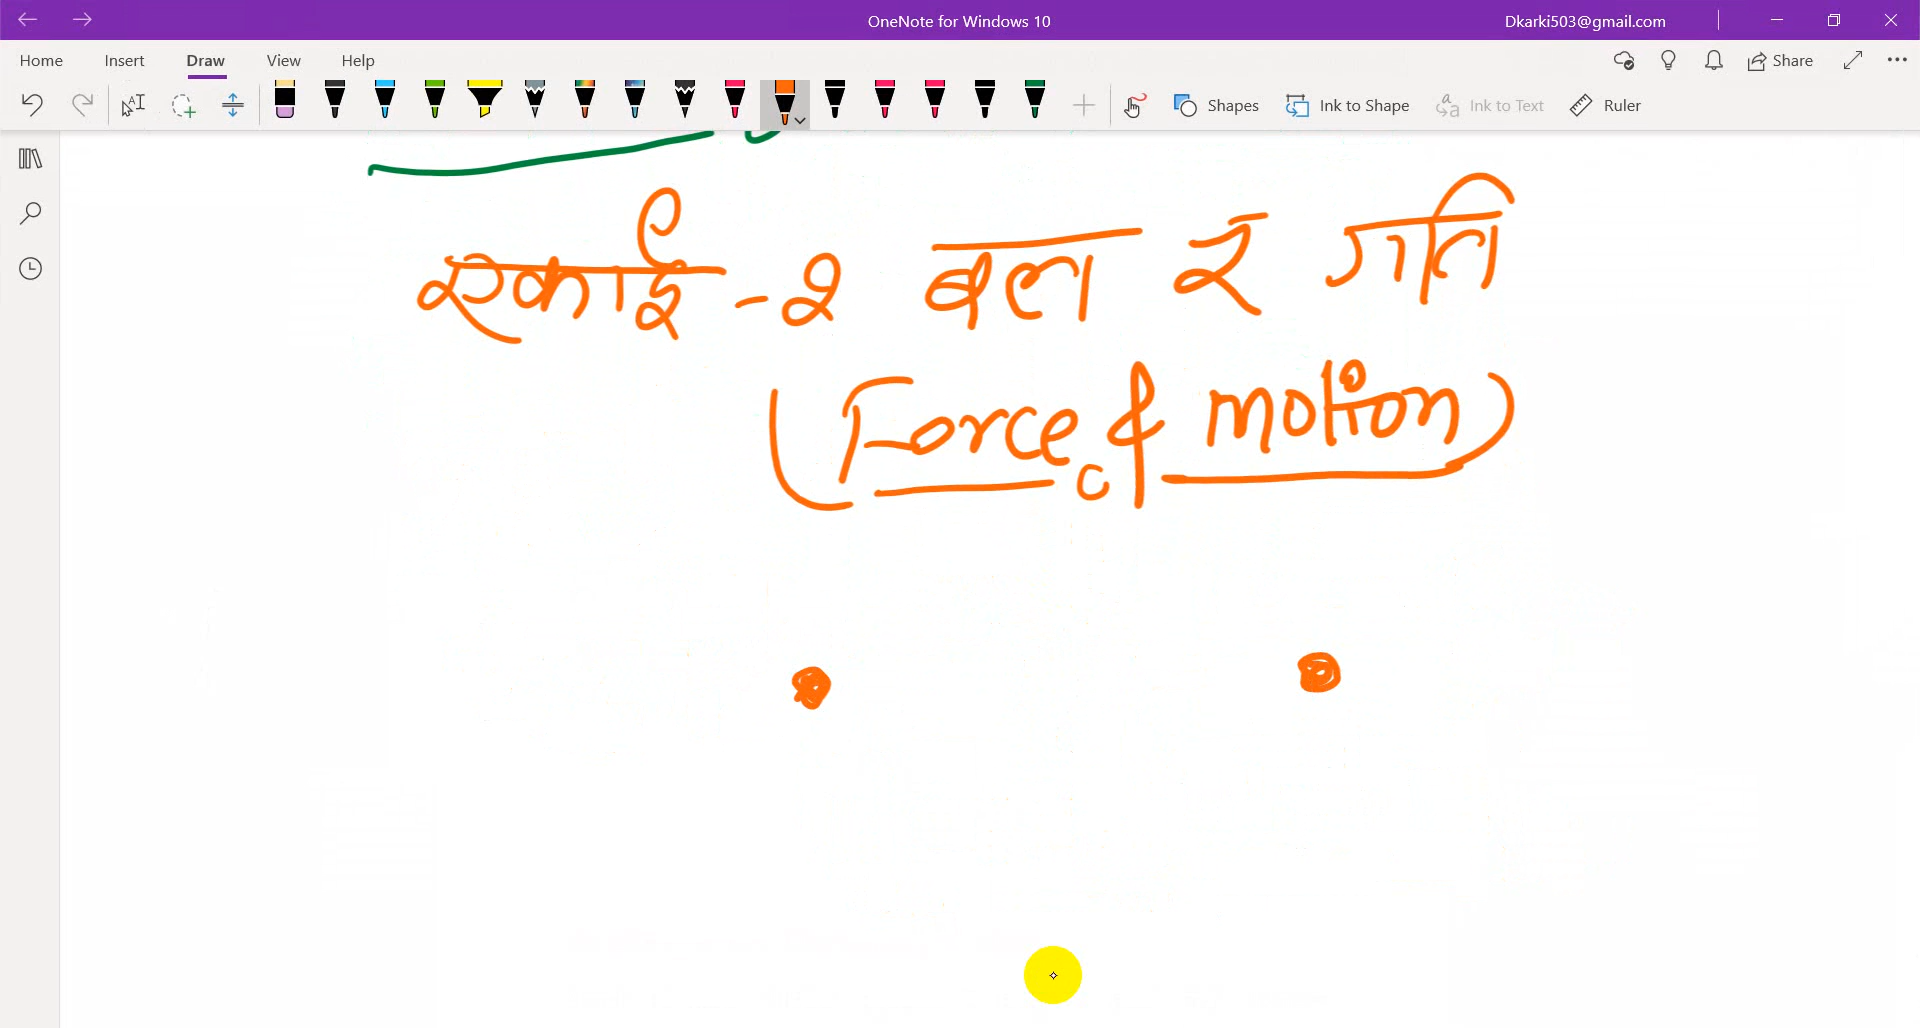 OneNote for Windows 10
Dkarki503@gmail.com
Home Insert Draw View Help
Share
Shapes Ink to Shape Ink to Text Ruler
एकाई - २ बल र गति
(Force & motion)